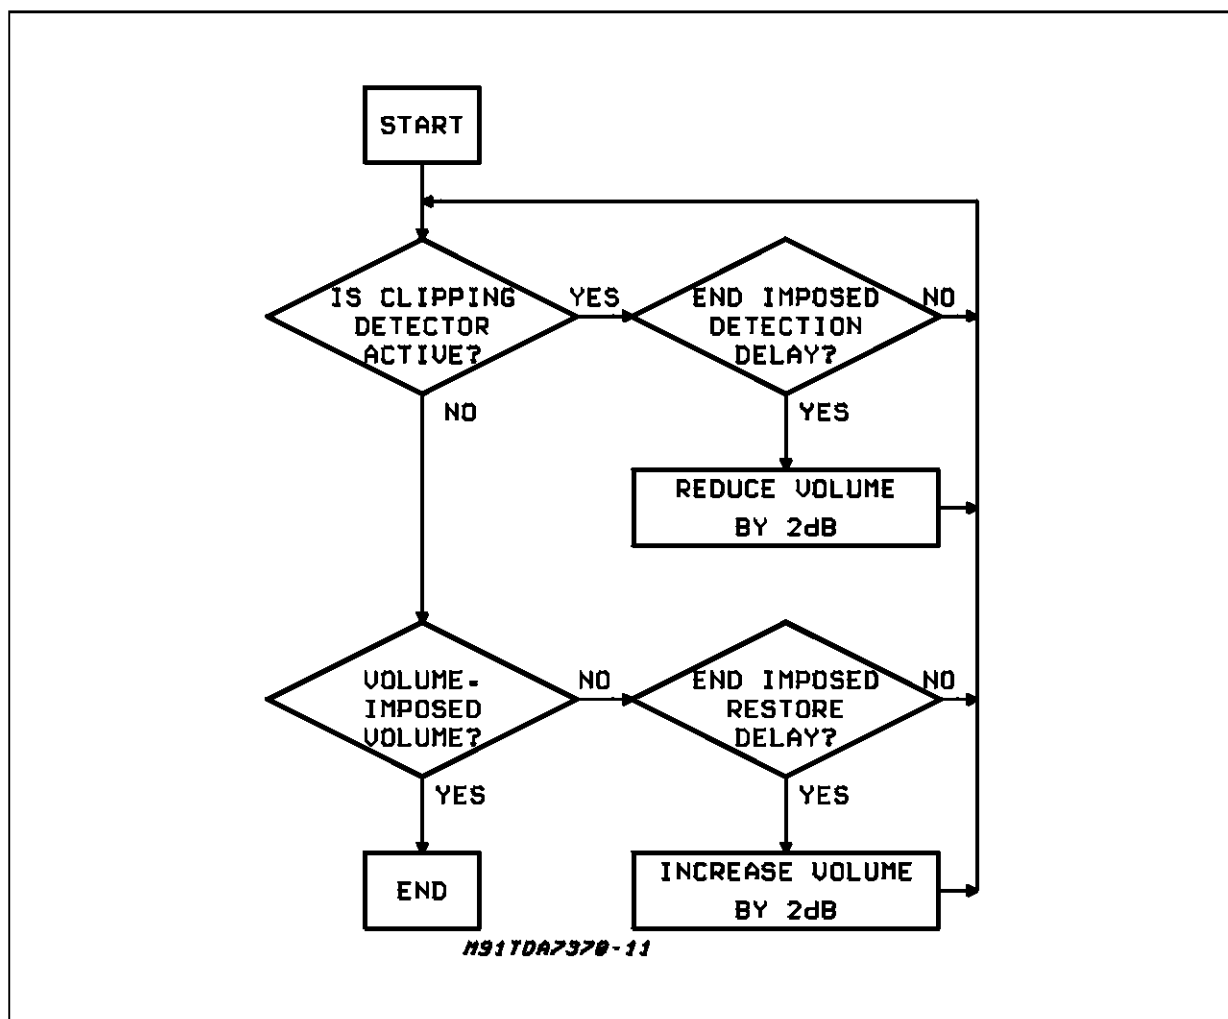 START
IS CLIPPING
DETECTOR
ACTIVE?
YES
END IMPOSED
DETECTION
DELAY?
NO
NO
YES
REDUCE VOLUME
BY 2dB
VOLUME-
IMPOSED
VOLUME?
NO
END IMPOSED
RESTORE
DELAY?
NO
YES
YES
END
INCREASE VOLUME
BY 2dB
M91TDA7370-11